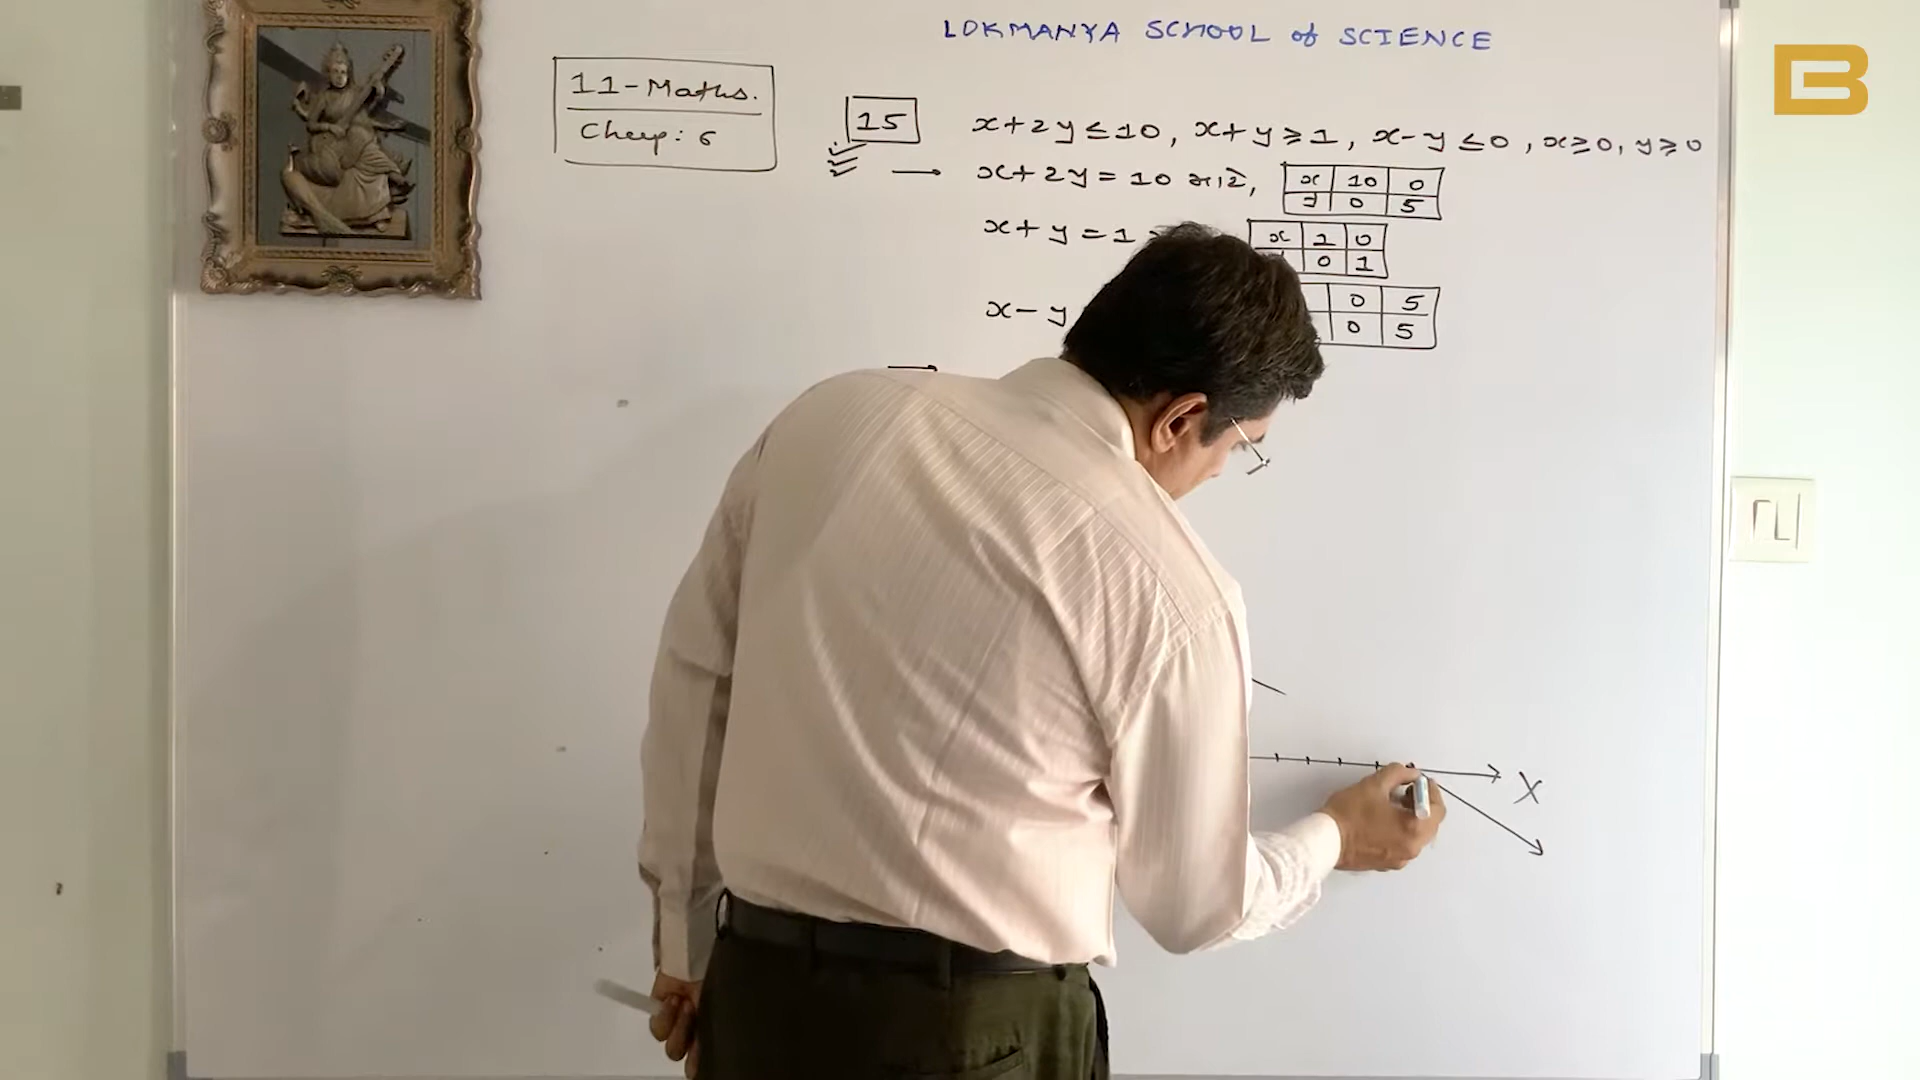 LOKMANYA SCHOOL of SCIENCE
11-Maths.
Chap: 6
15
x+2y≤10, x+y≥1, x-y≤0, x≥0, y≥0
→ x+2y=10 માટે,
x 10 0
y 0 5
x+y=1
x 1 0
0 1
x-y
0 5
0 5
X